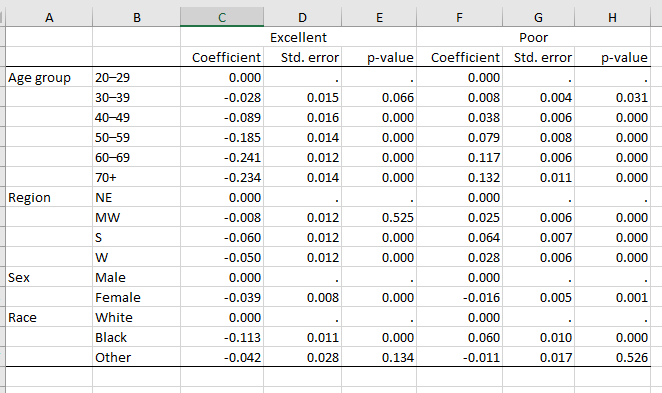 A B C D E F G H
Excellent Poor
Coefficient Std. error p-value Coefficient Std. error p-value
Age group 20–29 0.000 . . 0.000 . .
30–39 -0.028 0.015 0.066 0.008 0.004 0.031
40–49 -0.089 0.016 0.000 0.038 0.006 0.000
50–59 -0.185 0.014 0.000 0.079 0.008 0.000
60–69 -0.241 0.012 0.000 0.117 0.006 0.000
70+ -0.234 0.014 0.000 0.132 0.011 0.000
Region NE 0.000 . . 0.000 . .
MW -0.008 0.012 0.525 0.025 0.006 0.000
S -0.060 0.012 0.000 0.064 0.007 0.000
W -0.050 0.012 0.000 0.028 0.006 0.000
Sex Male 0.000 . . 0.000 . .
Female -0.039 0.008 0.000 -0.016 0.005 0.001
Race White 0.000 . . 0.000 . .
Black -0.113 0.011 0.000 0.060 0.010 0.000
Other -0.042 0.028 0.134 -0.011 0.017 0.526